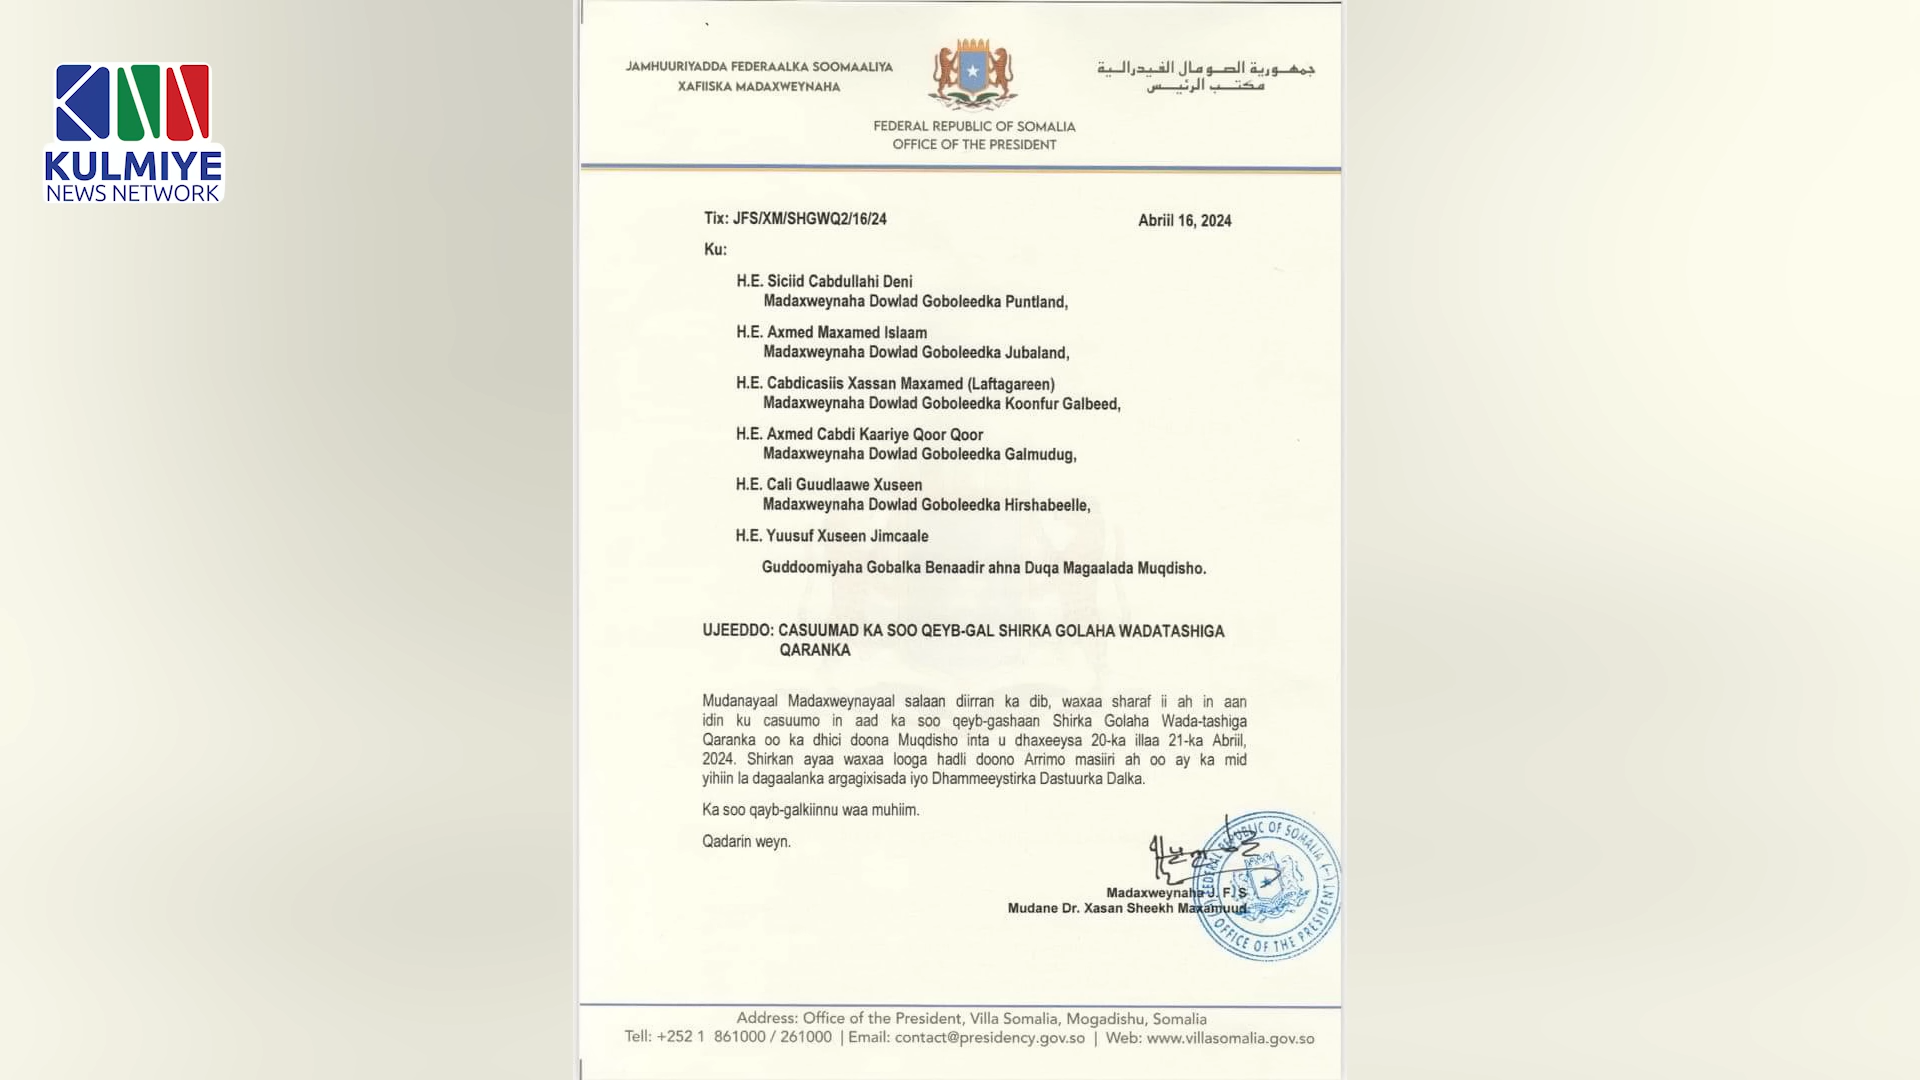 KULMIYE
NEWS NETWORK
JAMHUURIYADDA FEDERAALKA SOOMAALIYA
XAFIISKA MADAXWEYNAHA
جمهورية الصومال الفيدرالية
مكتب الرئيس
FEDERAL REPUBLIC OF SOMALIA
OFFICE OF THE PRESIDENT
Tix: JFS/XM/SHGWQ2/16/24
Abriil 16, 2024
Ku:
H.E. Siciid Cabdullahi Deni
Madaxweynaha Dowlad Goboleedka Puntland,
H.E. Axmed Maxamed Islaam
Madaxweynaha Dowlad Goboleedka Jubaland,
H.E. Cabdicasiis Xassan Maxamed (Laftagareen)
Madaxweynaha Dowlad Goboleedka Koonfur Galbeed,
H.E. Axmed Cabdi Kaariye Qoor Qoor
Madaxweynaha Dowlad Goboleedka Galmudug,
H.E. Cali Guudlaawe Xuseen
Madaxweynaha Dowlad Goboleedka Hirshabeelle,
H.E. Yuusuf Xuseen Jimcaale
Guddoomiyaha Gobalka Benaadir ahna Duqa Magaalada Muqdisho.
UJEEDDO: CASUUMAD KA SOO QEYB-GAL SHIRKA GOLAHA WADATASHIGA
QARANKA
Mudanayaal Madaxweynayaal salaan diirran ka dib, waxaa sharaf ii ah in aan
idin ku casuumo in aad ka soo qeyb-gashaan Shirka Golaha Wada-tashiga
Qaranka oo ka dhici doona Muqdisho inta u dhaxeeysa 20-ka illaa 21-ka Abriil,
2024. Shirkan ayaa waxaa looga hadli doono Arrimo masiiri ah oo ay ka mid
yihiin la dagaalanka argagixisada iyo Dhammeeystirka Dastuurka Dalka.
Ka soo qayb-galkiinnu waa muhiim.
Qadarin weyn.
Madaxweynaha J. F. S
Mudane Dr. Xasan Sheekh Maxamuud
FEDERAL REPUBLIC OF SOMALIA
OFFICE OF THE PRESIDENT
Address: Office of the President, Villa Somalia, Mogadishu, Somalia
Tell: +252 1 861000 / 261000 | Email: contact@presidency.gov.so | Web: www.villasomalia.gov.so